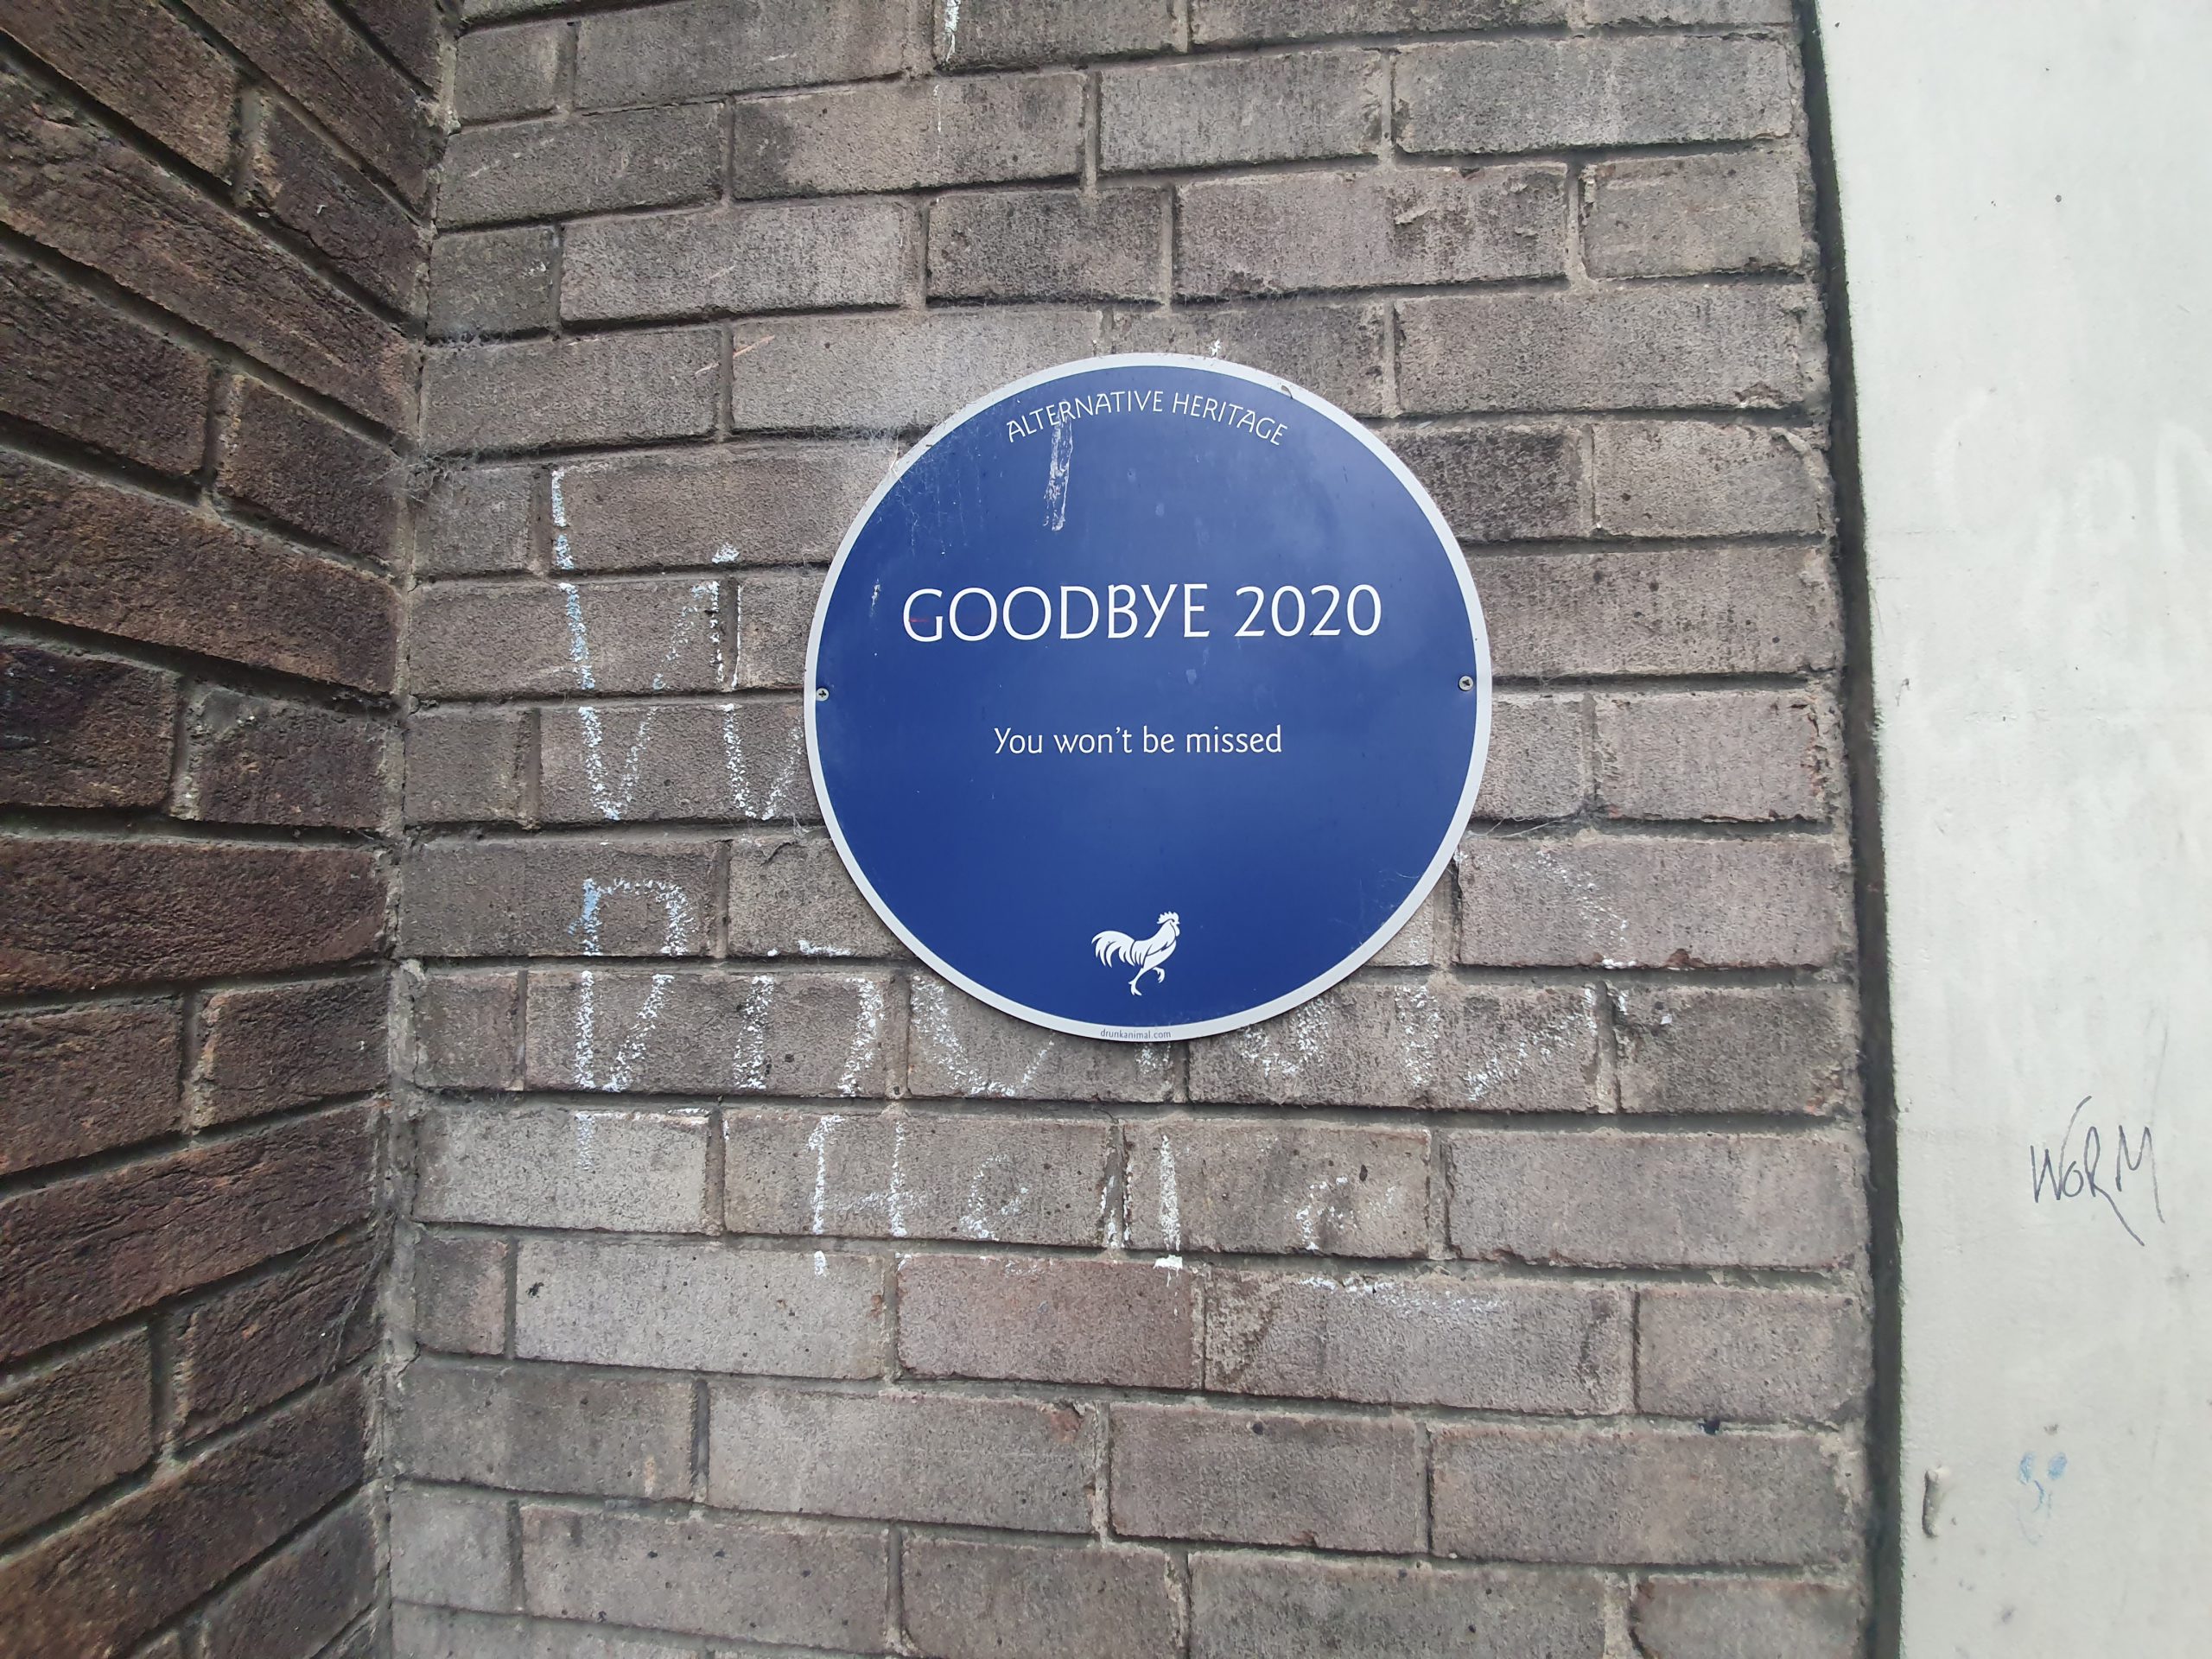 ALTERNATIVE HERITAGE
GOODBYE 2020
You won't be missed
drunkanimal.com
WORM